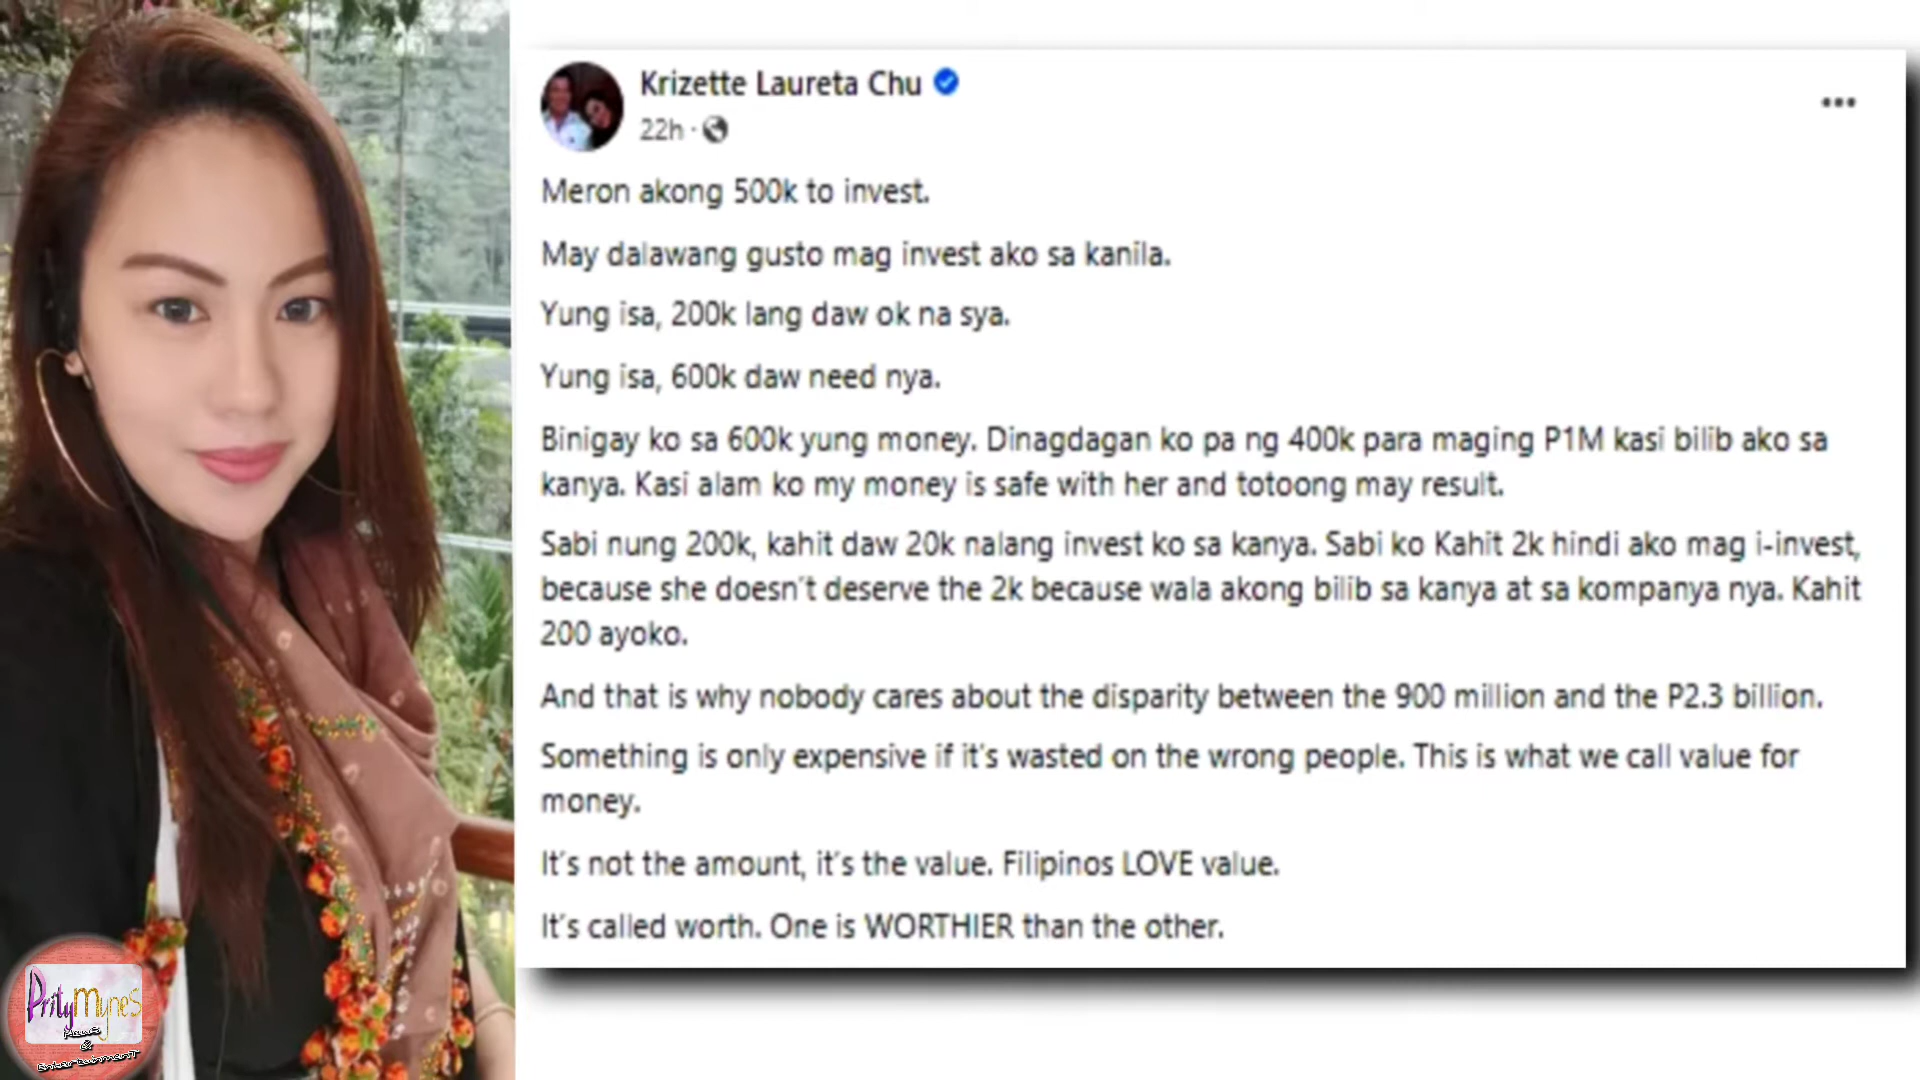 Krizette Laureta Chu
22h ·
Meron akong 500k to invest.
May dalawang gusto mag invest ako sa kanila.
Yung isa, 200k lang daw ok na sya.
Yung isa, 600k daw need nya.
Binigay ko sa 600k yung money. Dinagdagan ko pa ng 400k para maging P1M kasi bilib ako sa
kanya. Kasi alam ko my money is safe with her and totoong may result.
Sabi nung 200k, kahit daw 20k nalang invest ko sa kanya. Sabi ko Kahit 2k hindi ako mag i-invest,
because she doesn't deserve the 2k because wala akong bilib sa kanya at sa kompanya nya. Kahit
200 ayoko.
And that is why nobody cares about the disparity between the 900 million and the P2.3 billion.
Something is only expensive if it's wasted on the wrong people. This is what we call value for
money.
It's not the amount, it's the value. Filipinos LOVE value.
It's called worth. One is WORTHIER than the other.
PrityMynes
News
&
Entertainment